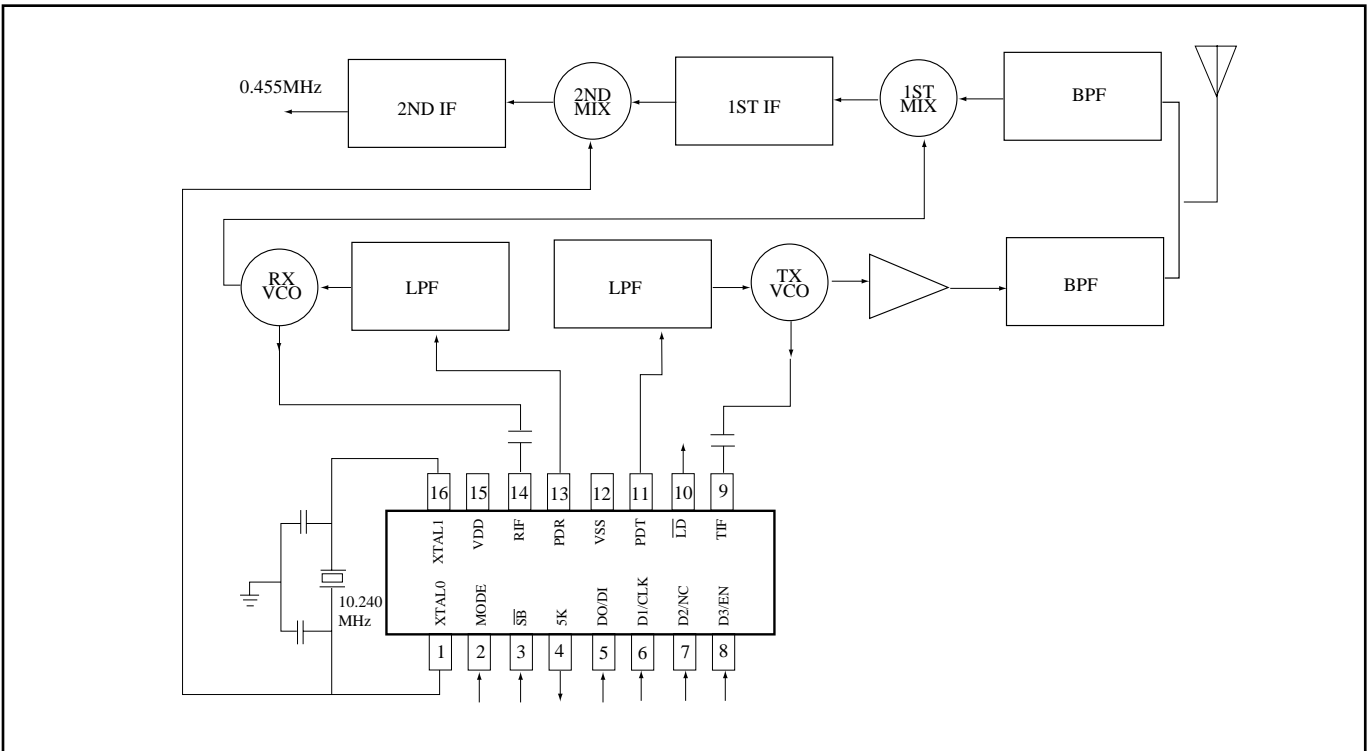 0.455MHz
2ND IF
2ND
MIX
1ST IF
1ST
MIX
BPF
RX
VCO
LPF
LPF
TX
VCO
BPF
16 15 14 13 12 11 10 9
XTAL1 VDD RIF PDR VSS PDT LD TIF
10.240
MHz
XTAL0 MODE SB 5K DO/DI D1/CLK D2/NC D3/EN
1 2 3 4 5 6 7 8